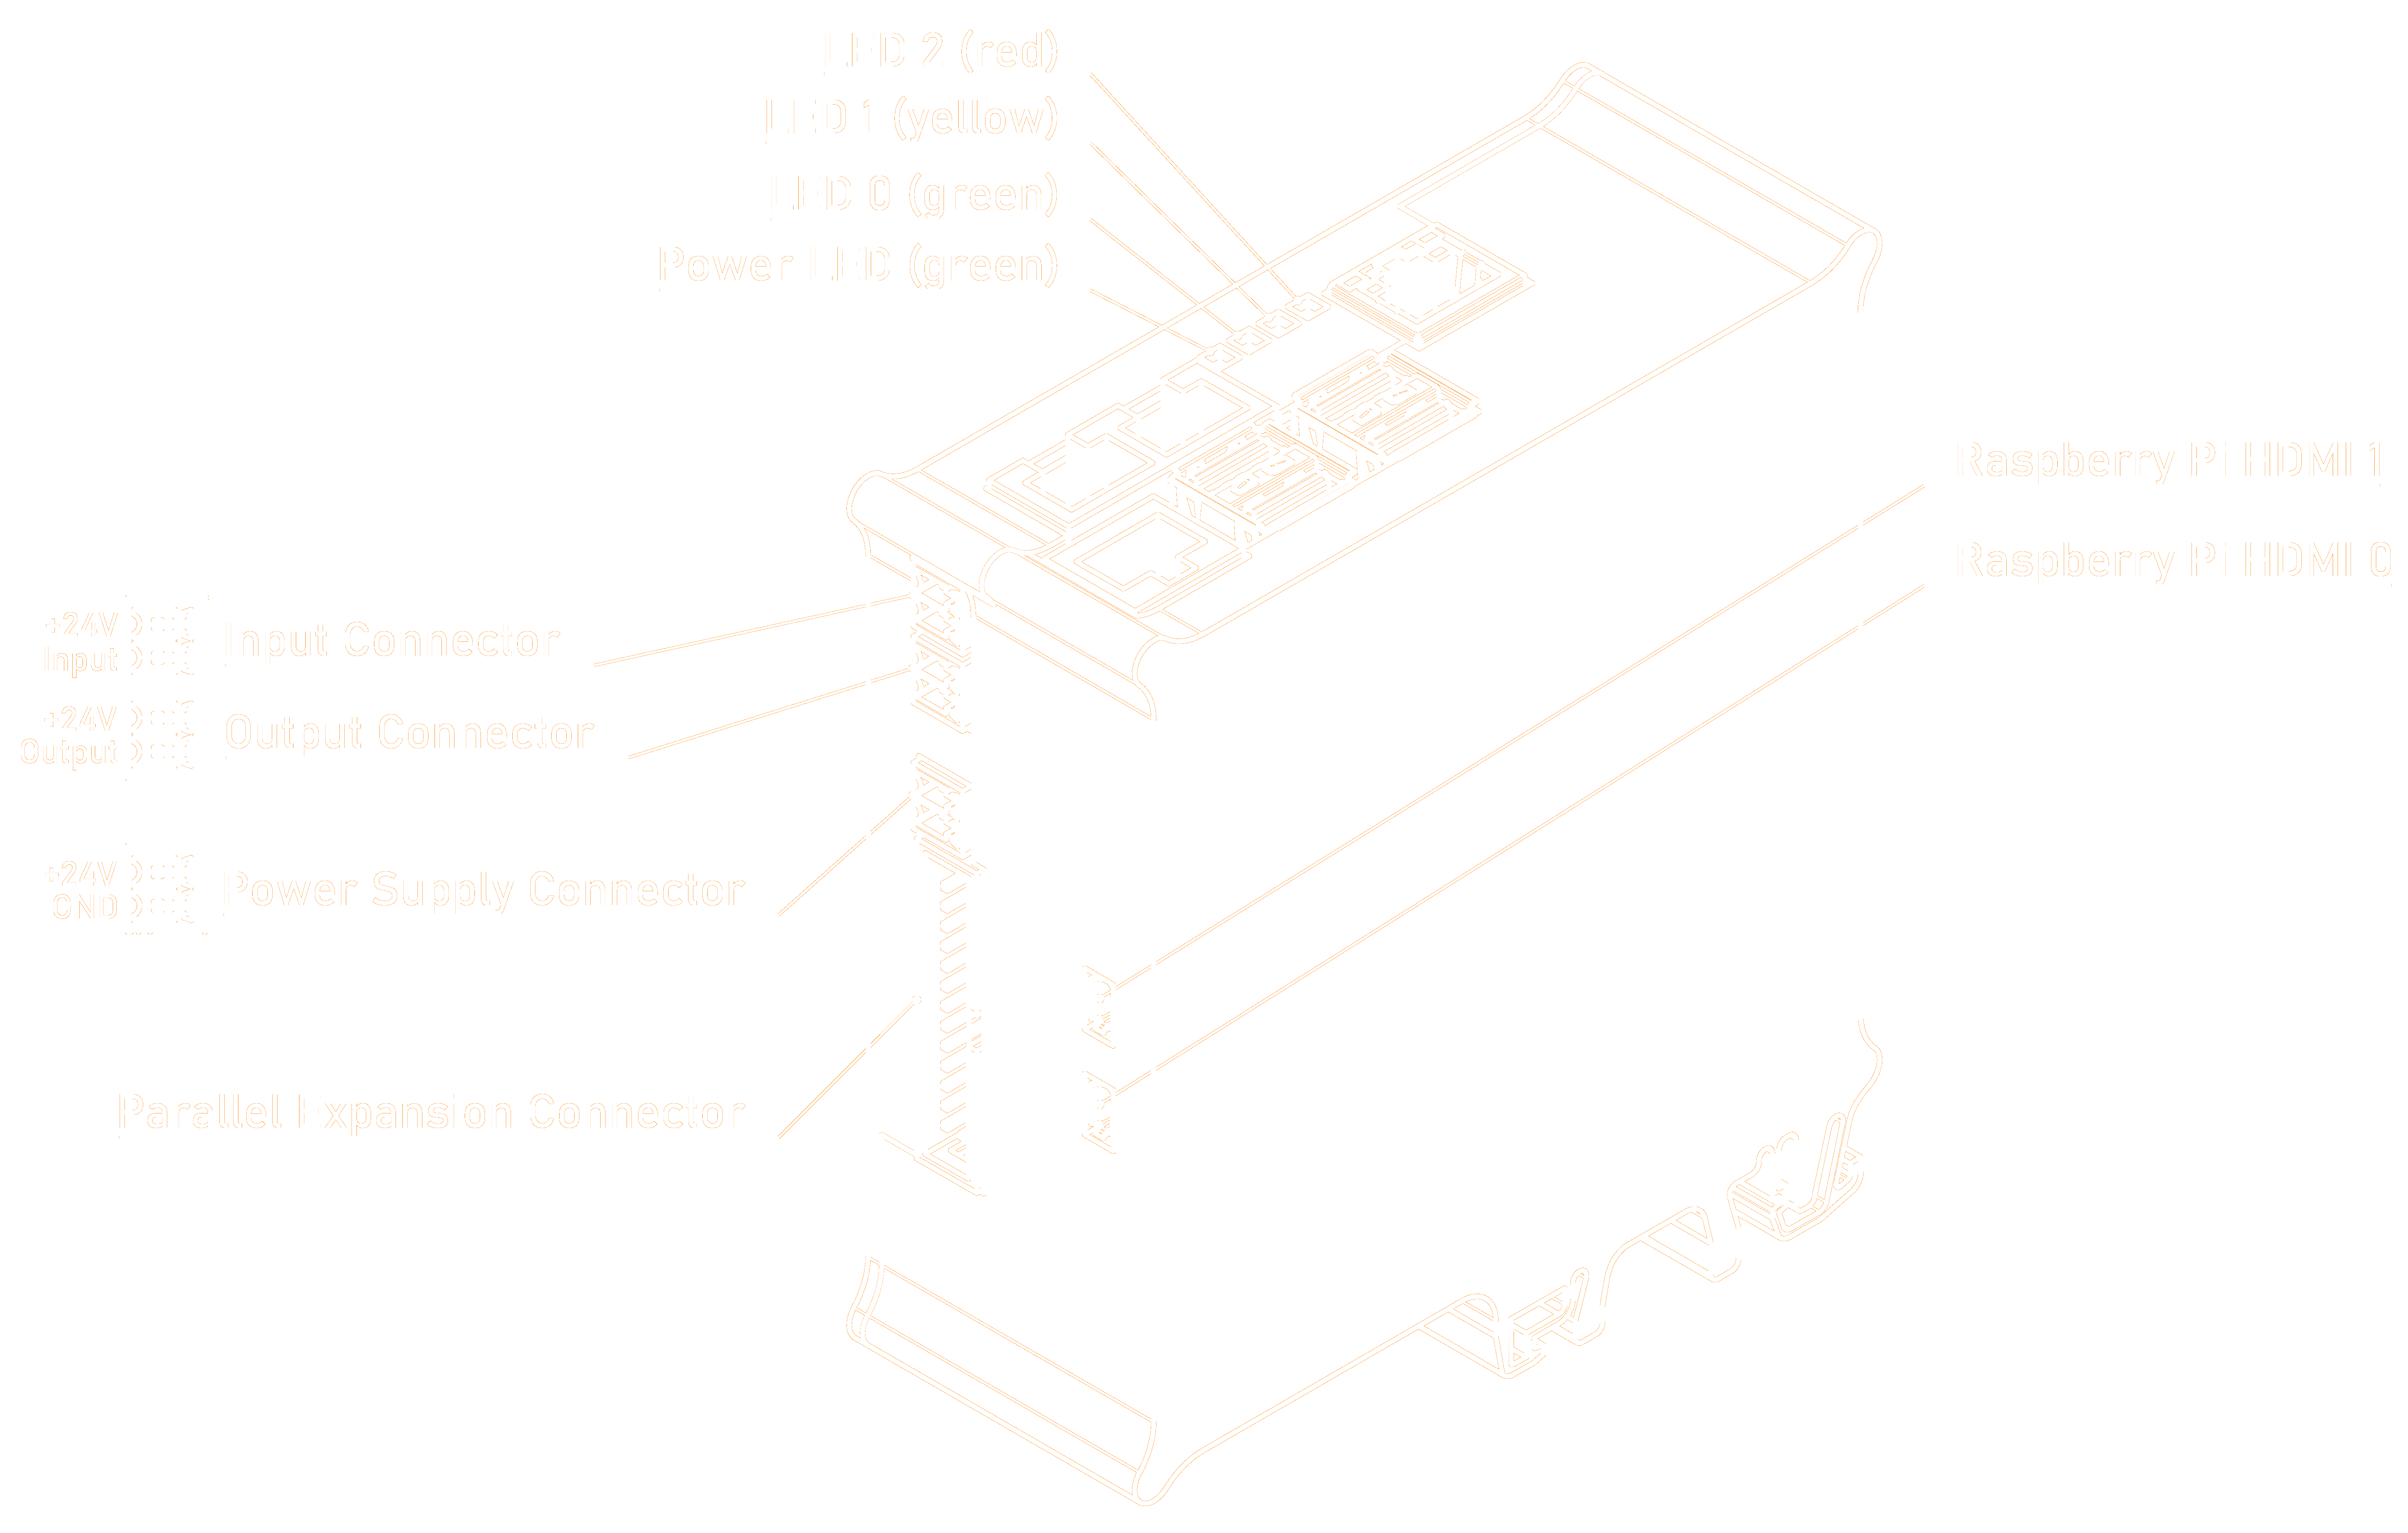 LED 2 (red)
LED 1 (yellow)
LED 0 (green)
Power LED (green)
Raspberry Pi HDMI 1
Raspberry Pi HDMI 0
+24V
Input
Input Connector
+24V
Output
Output Connector
+24V
GND
Power Supply Connector
Parallel Expansion Connector